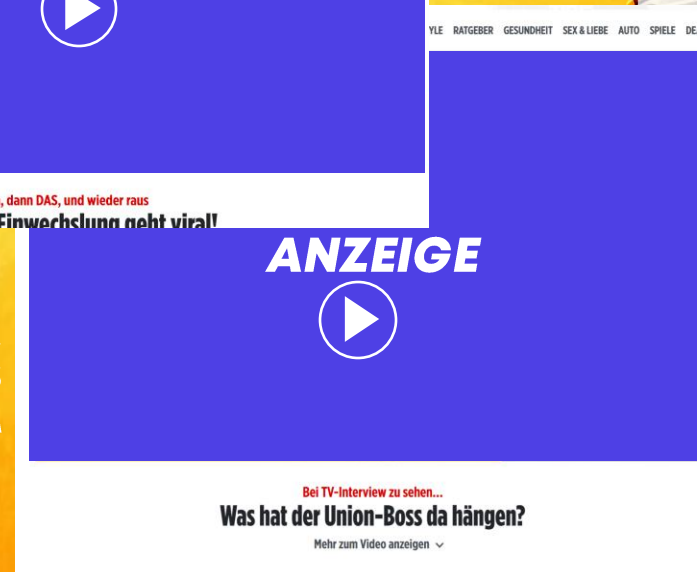 YLE RATGEBER GESUNDHEIT SEX & LIEBE AUTO SPIELE DE
, dann DAS, und wieder raus
Einwechslung geht viral!
ANZEIGE
Bei TV-Interview zu sehen...
Was hat der Union-Boss da hängen?
Mehr zum Video anzeigen